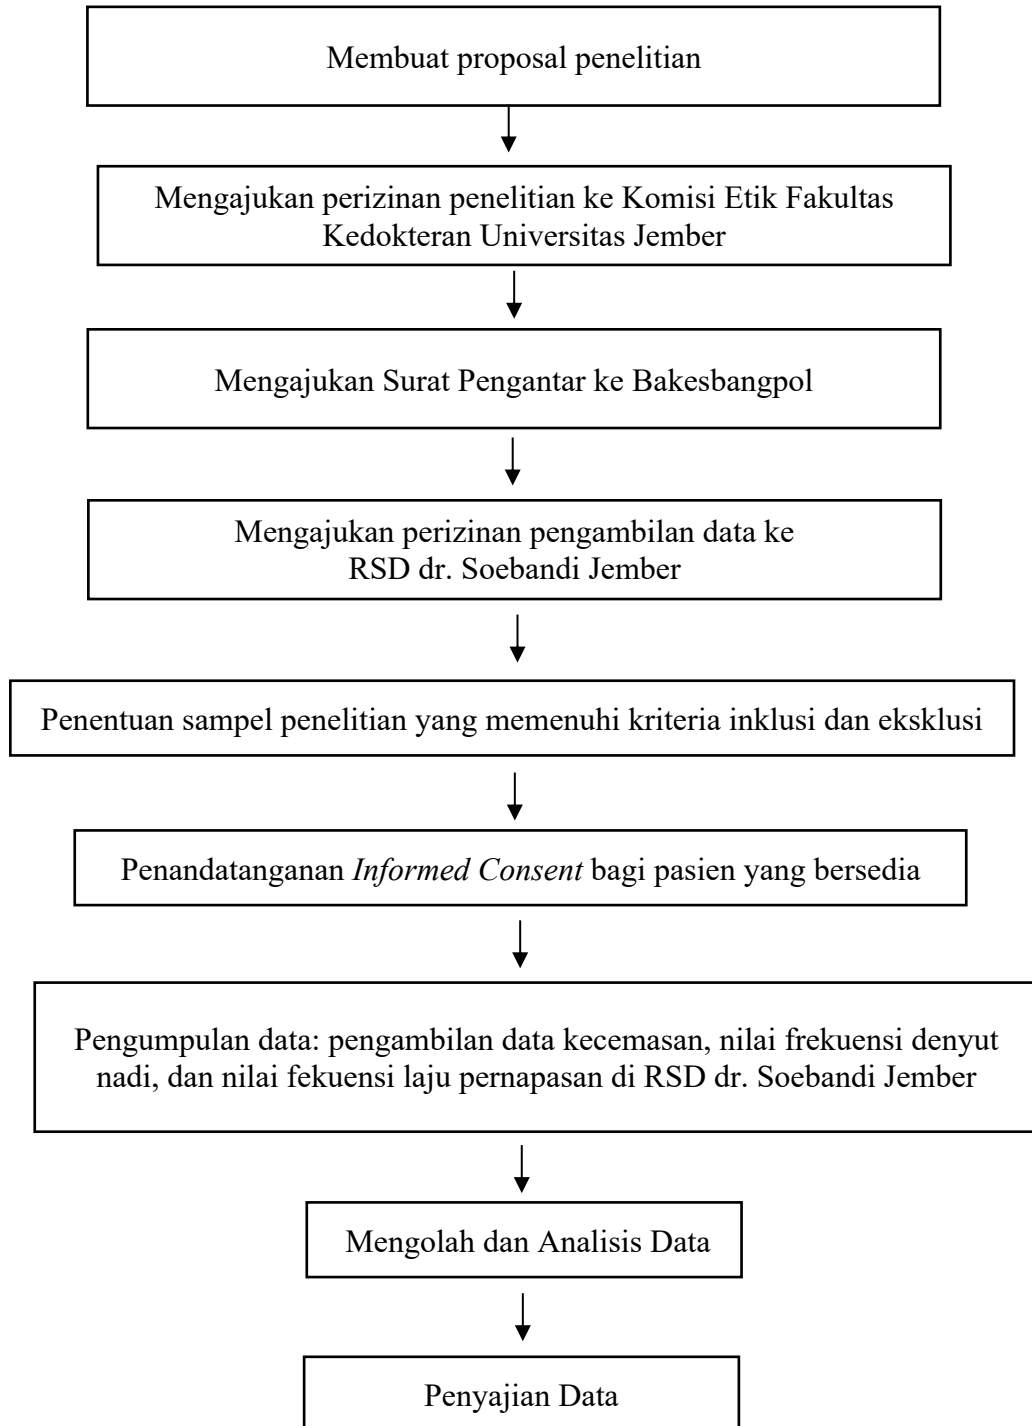 Membuat proposal penelitian
Mengajukan perizinan penelitian ke Komisi Etik Fakultas
Kedokteran Universitas Jember
Mengajukan Surat Pengantar ke Bakesbangpol
Mengajukan perizinan pengambilan data ke
RSD dr. Soebandi Jember
Penentuan sampel penelitian yang memenuhi kriteria inklusi dan eksklusi
Penandatanganan Informed Consent bagi pasien yang bersedia
Pengumpulan data: pengambilan data kecemasan, nilai frekuensi denyut
nadi, dan nilai fekuensi laju pernapasan di RSD dr. Soebandi Jember
Mengolah dan Analisis Data
Penyajian Data